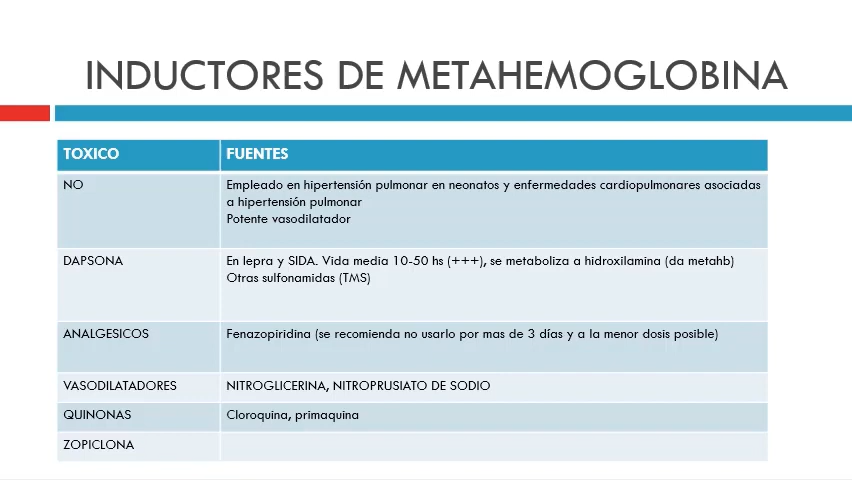 INDUCTORES DE METAHEMOGLOBINA
TOXICO FUENTES
NO Empleado en hipertensión pulmonar en neonatos y enfermedades cardiopulmonares asociadas
a hipertensión pulmonar
Potente vasodilatador
DAPSONA En lepra y SIDA. Vida media 10-50 hs (+++), se metaboliza a hidroxilamina (da metahb)
Otras sulfonamidas (TMS)
ANALGESICOS Fenazopiridina (se recomienda no usarlo por mas de 3 días y a la menor dosis posible)
VASODILATADORES NITROGLICERINA, NITROPRUSIATO DE SODIO
QUINONAS Cloroquina, primaquina
ZOPICLONA